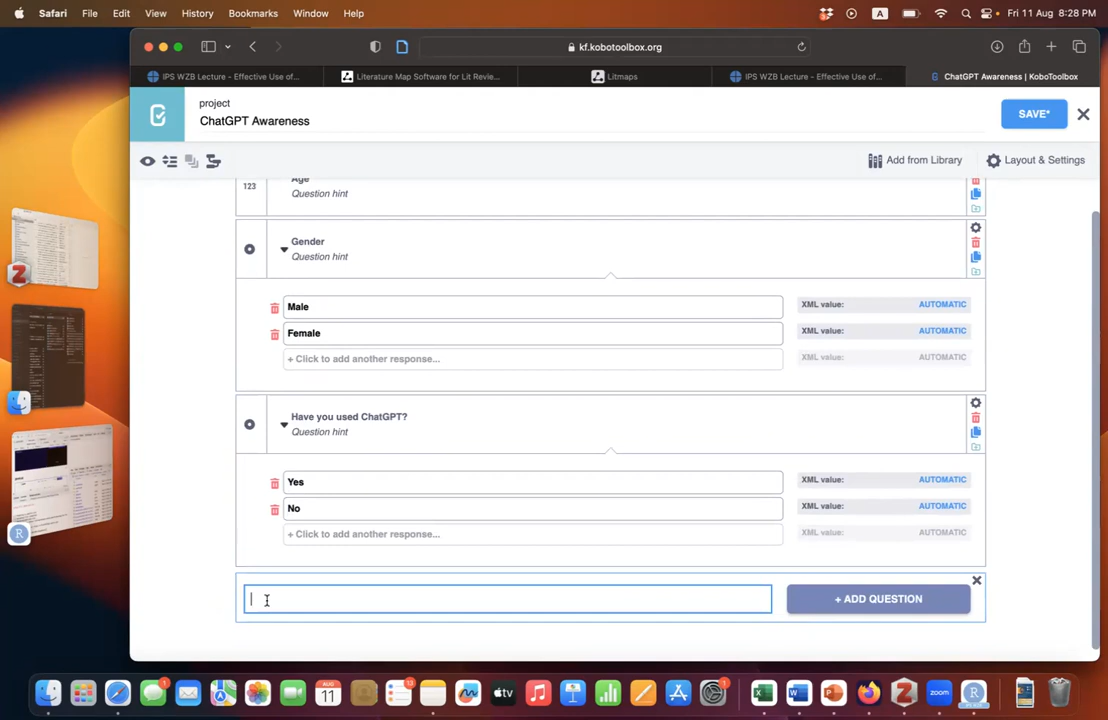 Safari File Edit View History Bookmarks Window Help
A Fri 11 Aug 8:28 PM
kf.kobotoolbox.org
IPS WZB Lecture - Effective Use of...
Literature Map Software for Lit Revie...
Litmaps
IPS WZB Lecture - Effective Use of...
ChatGPT Awareness | KoboToolbox
project
ChatGPT Awareness
SAVE*
Add from Library
Layout & Settings
123
Age
Question hint
Gender
Question hint
Male
XML value: AUTOMATIC
Female
XML value: AUTOMATIC
+ Click to add another response...
XML value: AUTOMATIC
Have you used ChatGPT?
Question hint
Yes
XML value: AUTOMATIC
No
XML value: AUTOMATIC
+ Click to add another response...
XML value: AUTOMATIC
+ ADD QUESTION